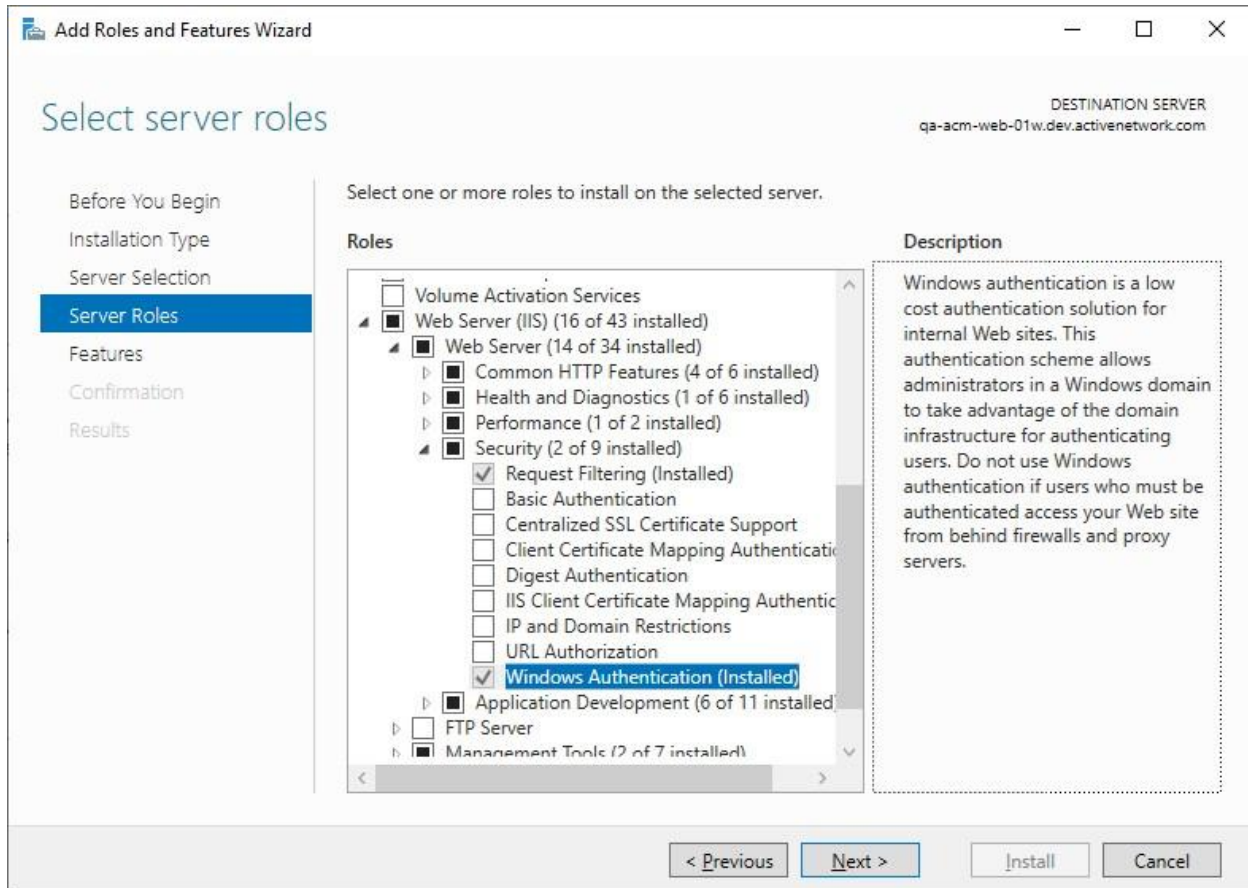 Add Roles and Features Wizard
Select server roles
DESTINATION SERVER
qa-acm-web-01w.dev.activenetwork.com
Before You Begin
Installation Type
Server Selection
Server Roles
Features
Confirmation
Results
Select one or more roles to install on the selected server.
Roles
Volume Activation Services
Web Server (IIS) (16 of 43 installed)
Web Server (14 of 34 installed)
Common HTTP Features (4 of 6 installed)
Health and Diagnostics (1 of 6 installed)
Performance (1 of 2 installed)
Security (2 of 9 installed)
Request Filtering (Installed)
Basic Authentication
Centralized SSL Certificate Support
Client Certificate Mapping Authenticatio
Digest Authentication
IIS Client Certificate Mapping Authentic
IP and Domain Restrictions
URL Authorization
Windows Authentication (Installed)
Application Development (6 of 11 installed)
FTP Server
Management Tools (2 of 7 installed)
Description
Windows authentication is a low
cost authentication solution for
internal Web sites. This
authentication scheme allows
administrators in a Windows domain
to take advantage of the domain
infrastructure for authenticating
users. Do not use Windows
authentication if users who must be
authenticated access your Web site
from behind firewalls and proxy
servers.
< Previous
Next >
Install
Cancel